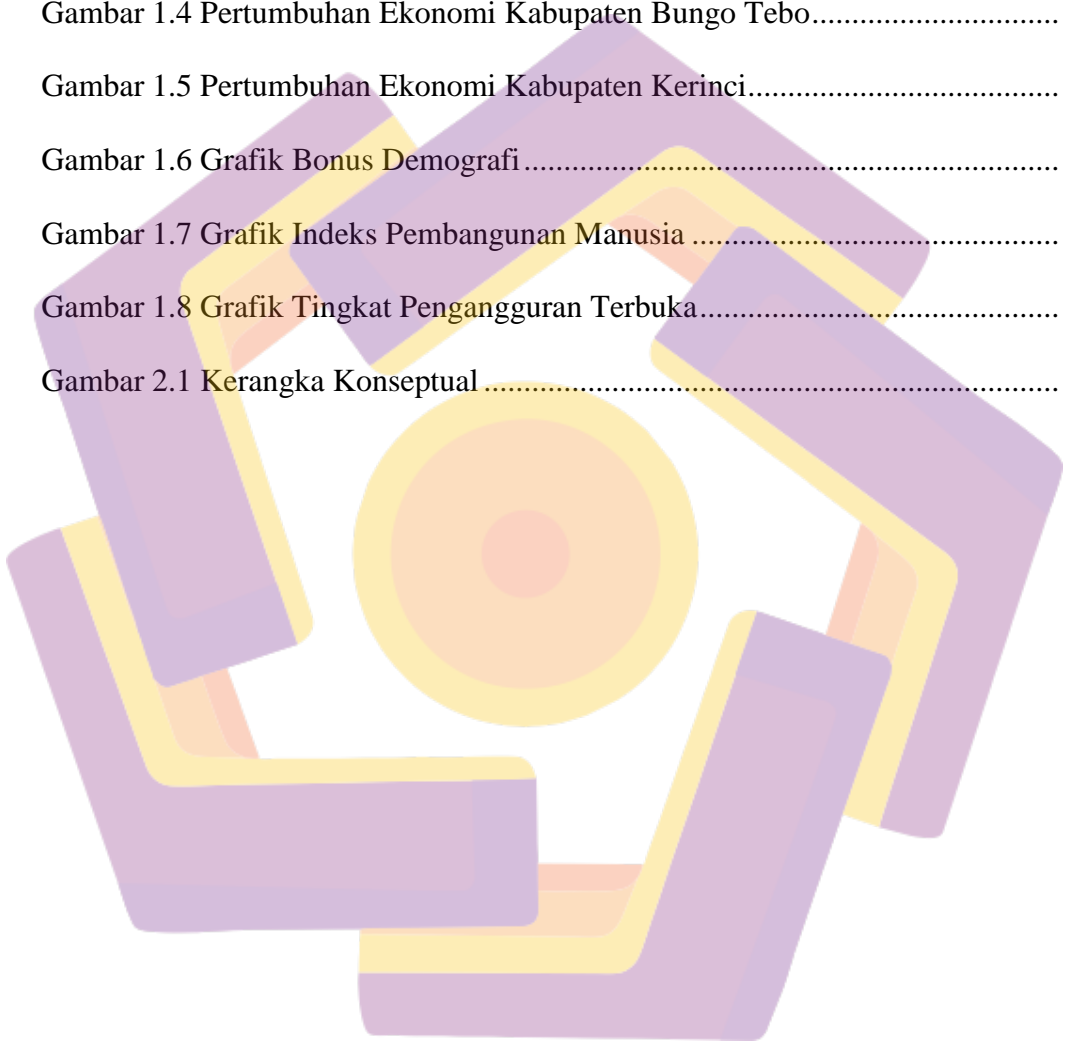 Gambar 1.4 Pertumbuhan Ekonomi Kabupaten Bungo Tebo...............................
Gambar 1.5 Pertumbuhan Ekonomi Kabupaten Kerinci......................................
Gambar 1.6 Grafik Bonus Demografi..................................................................
Gambar 1.7 Grafik Indeks Pembangunan Manusia .............................................
Gambar 1.8 Grafik Tingkat Pengangguran Terbuka............................................
Gambar 2.1 Kerangka Konseptual .......................................................................